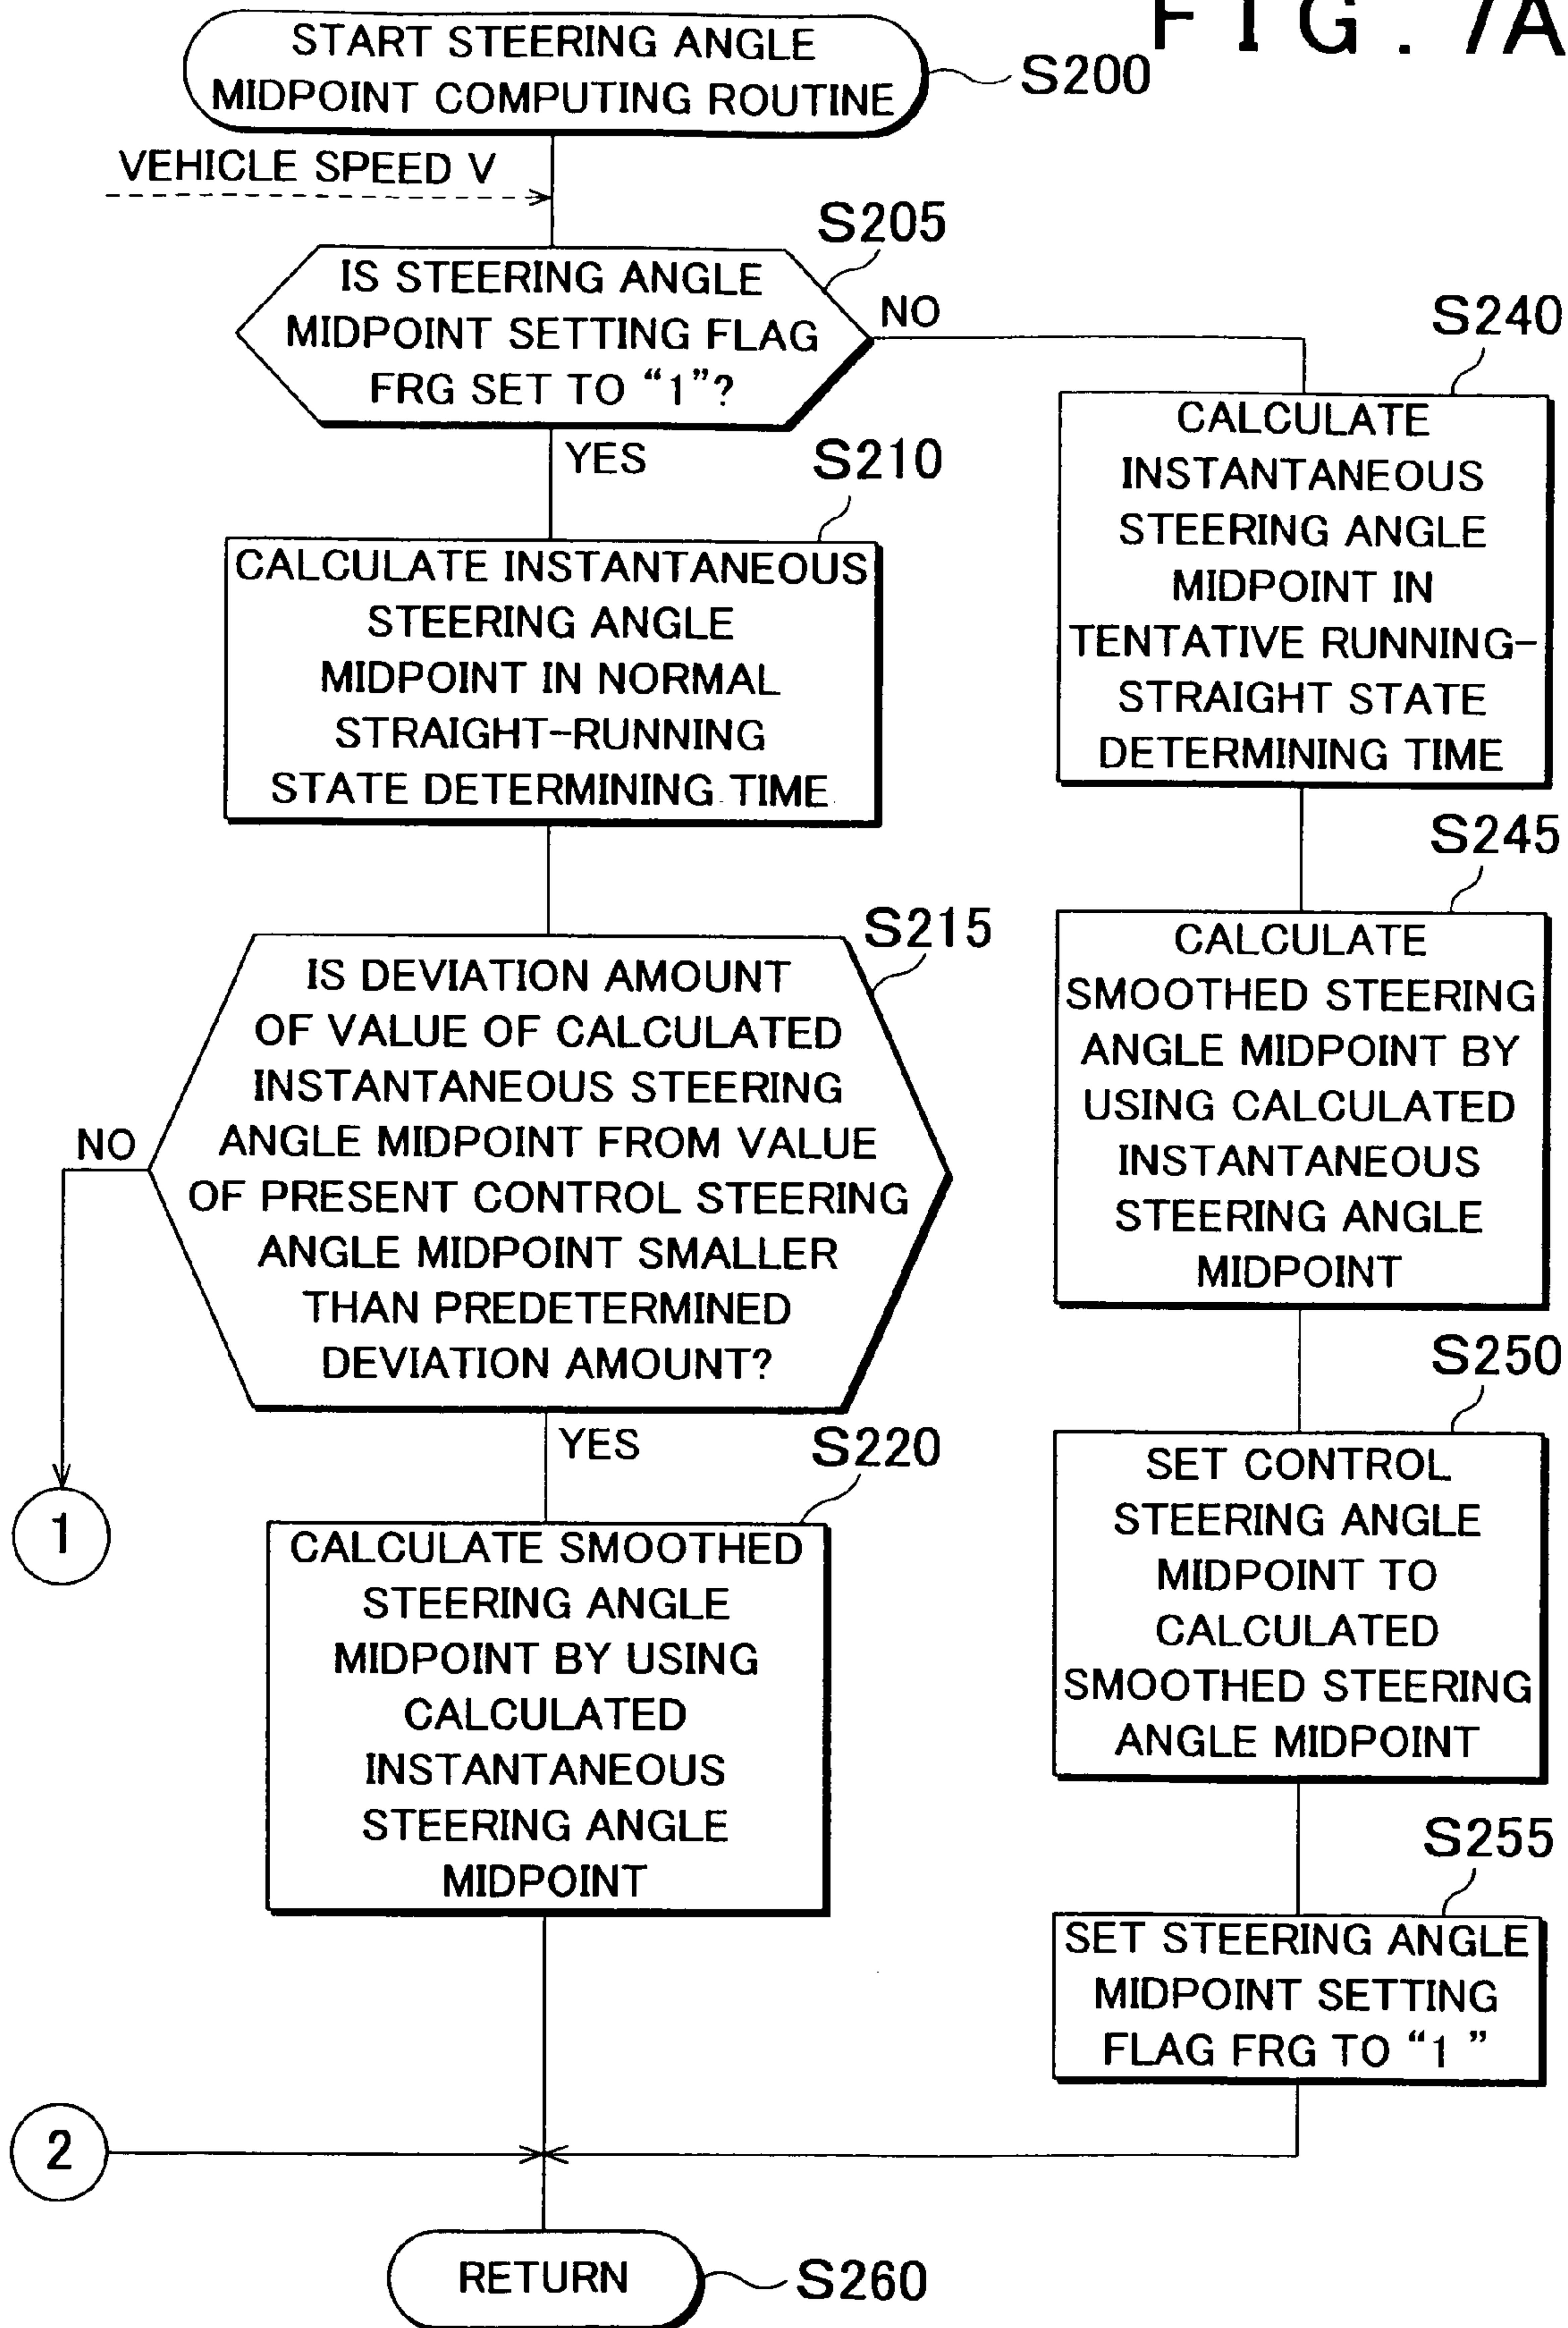 FIG. 7A
START STEERING ANGLE
MIDPOINT COMPUTING ROUTINE
S200
VEHICLE SPEED V
S205
IS STEERING ANGLE
MIDPOINT SETTING FLAG
FRG SET TO “1”?
NO
YES
S210
CALCULATE INSTANTANEOUS
STEERING ANGLE
MIDPOINT IN NORMAL
STRAIGHT-RUNNING
STATE DETERMINING TIME
S215
IS DEVIATION AMOUNT
OF VALUE OF CALCULATED
INSTANTANEOUS STEERING
ANGLE MIDPOINT FROM VALUE
OF PRESENT CONTROL STEERING
ANGLE MIDPOINT SMALLER
THAN PREDETERMINED
DEVIATION AMOUNT?
NO
1
YES
S220
CALCULATE SMOOTHED
STEERING ANGLE
MIDPOINT BY USING
CALCULATED
INSTANTANEOUS
STEERING ANGLE
MIDPOINT
S240
CALCULATE
INSTANTANEOUS
STEERING ANGLE
MIDPOINT IN
TENTATIVE RUNNING-
STRAIGHT STATE
DETERMINING TIME
S245
CALCULATE
SMOOTHED STEERING
ANGLE MIDPOINT BY
USING CALCULATED
INSTANTANEOUS
STEERING ANGLE
MIDPOINT
S250
SET CONTROL
STEERING ANGLE
MIDPOINT TO
CALCULATED
SMOOTHED STEERING
ANGLE MIDPOINT
S255
SET STEERING ANGLE
MIDPOINT SETTING
FLAG FRG TO “1 ”
2
RETURN
S260